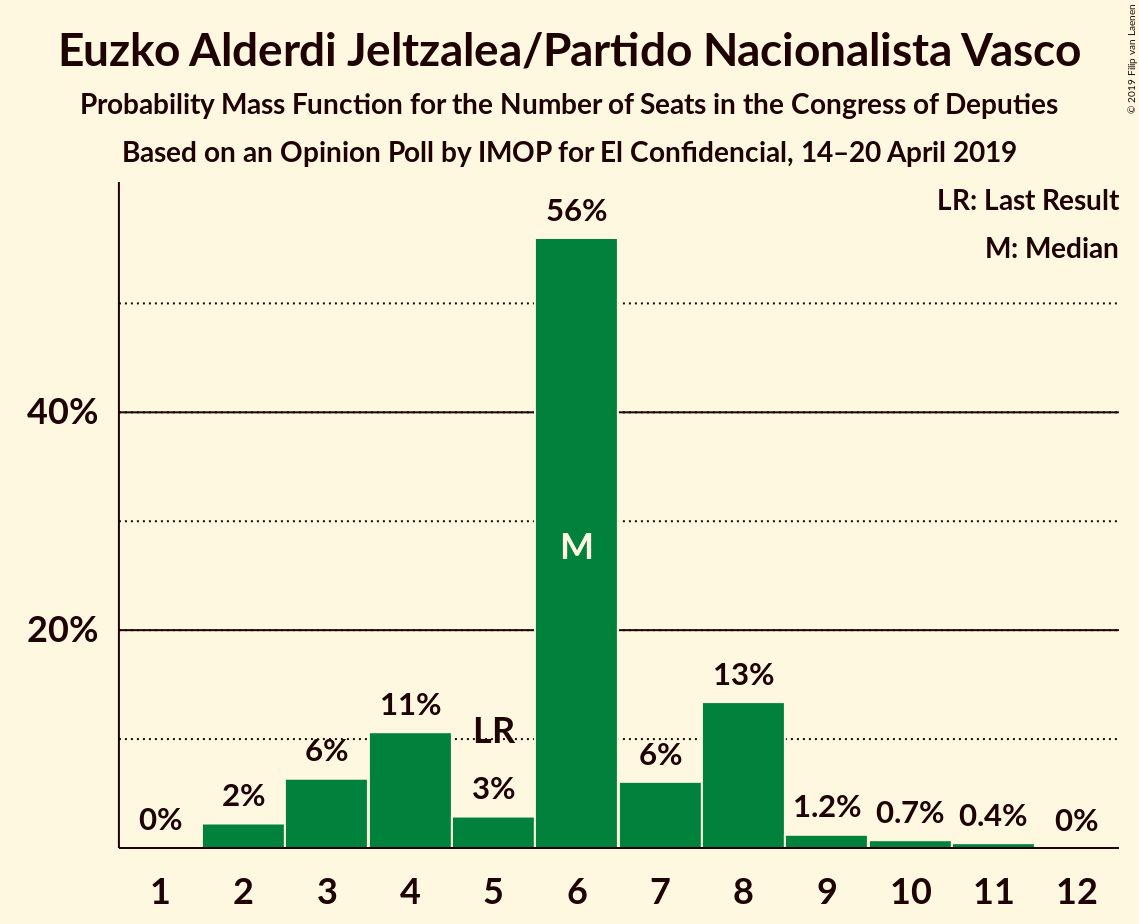 Euzko Alderdi Jeltzalea/Partido Nacionalista Vasco
Probability Mass Function for the Number of Seats in the Congress of Deputies
Based on an Opinion Poll by IMOP for El Confidencial, 14–20 April 2019
© 2019 Filip van Laenen
LR: Last Result
M: Median
56%
40%
M
20%
13%
11%
LR
6%
6%
3%
2%
1.2%
0.7%
0.4%
0%
0%
1 2 3 4 5 6 7 8 9 10 11 12